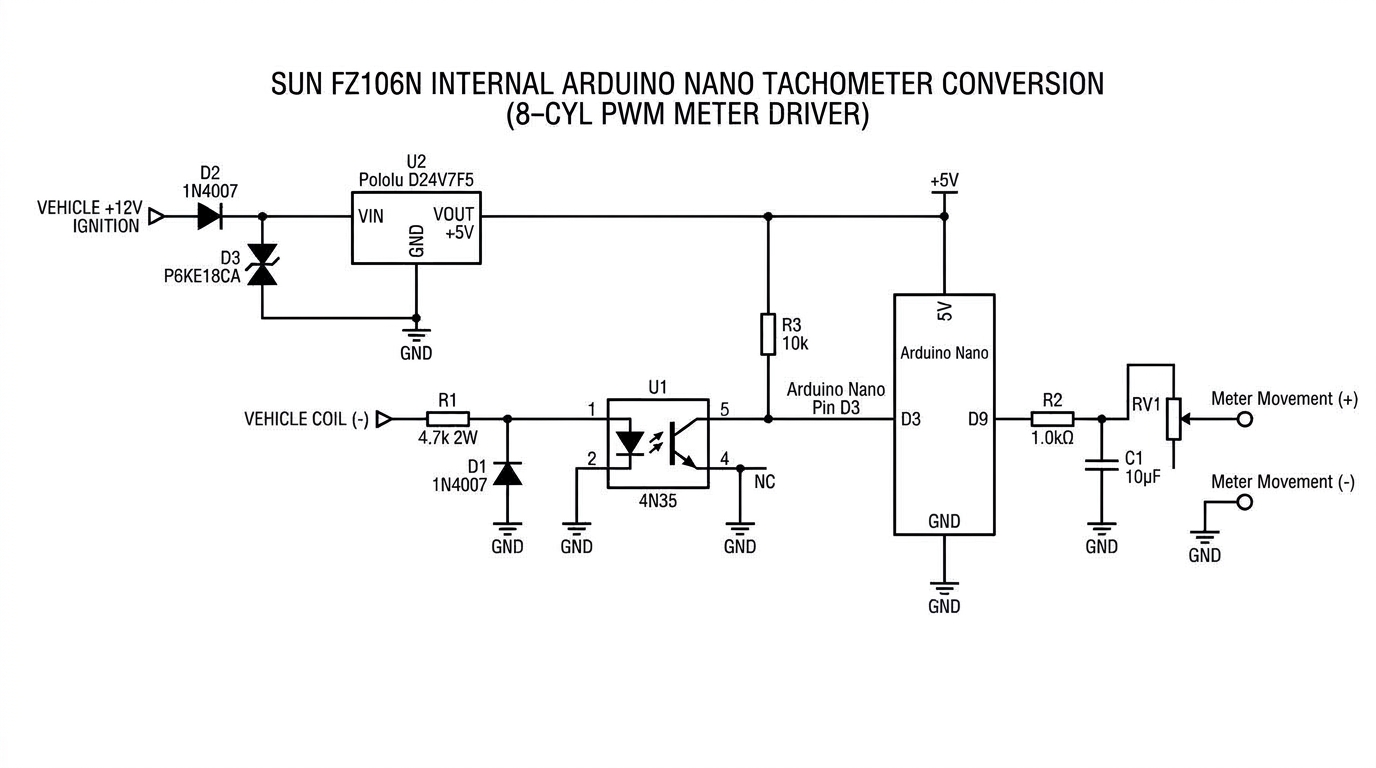 SUN FZ106N INTERNAL ARDUINO NANO TACHOMETER CONVERSION
(8–CYL PWM METER DRIVER)
D2
1N4007
VEHICLE +12V
IGNITION
D3
P6KE18CA
U2
Pololu D24V7F5
VIN
VOUT
+5V
GND
GND
+5V
R3
10k
VEHICLE COIL (-)
R1
4.7k 2W
D1
1N4007
GND
U1
1
2
5
4
4N35
GND
NC
GND
Arduino Nano
Pin D3
5V
Arduino Nano
D3
D9
GND
GND
R2
1.0kΩ
C1
10µF
GND
RV1
Meter Movement (+)
Meter Movement (-)
GND